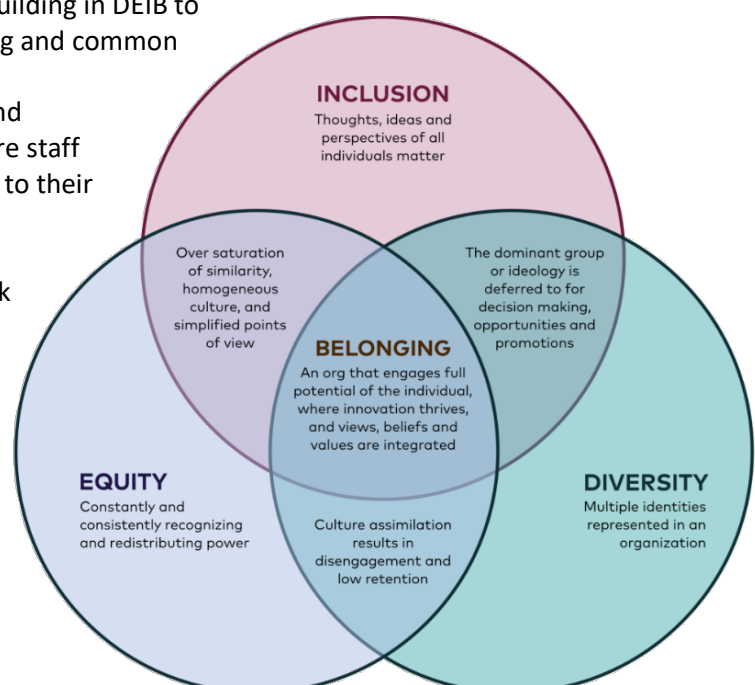 uilding in DEIB to
g and common
nd
re staff
to their
k
INCLUSION
Thoughts, ideas and
perspectives of all
individuals matter
Over saturation
of similarity,
homogeneous
culture, and
simplified points
of view
The dominant group
or ideology is
deferred to for
decision making,
opportunities and
promotions
BELONGING
An org that engages full
potential of the individual,
where innovation thrives,
and views, beliefs and
values are integrated
EQUITY
Constantly and
consistently recognizing
and redistributing power
DIVERSITY
Multiple identities
represented in an
organization
Culture assimilation
results in
disengagement and
low retention